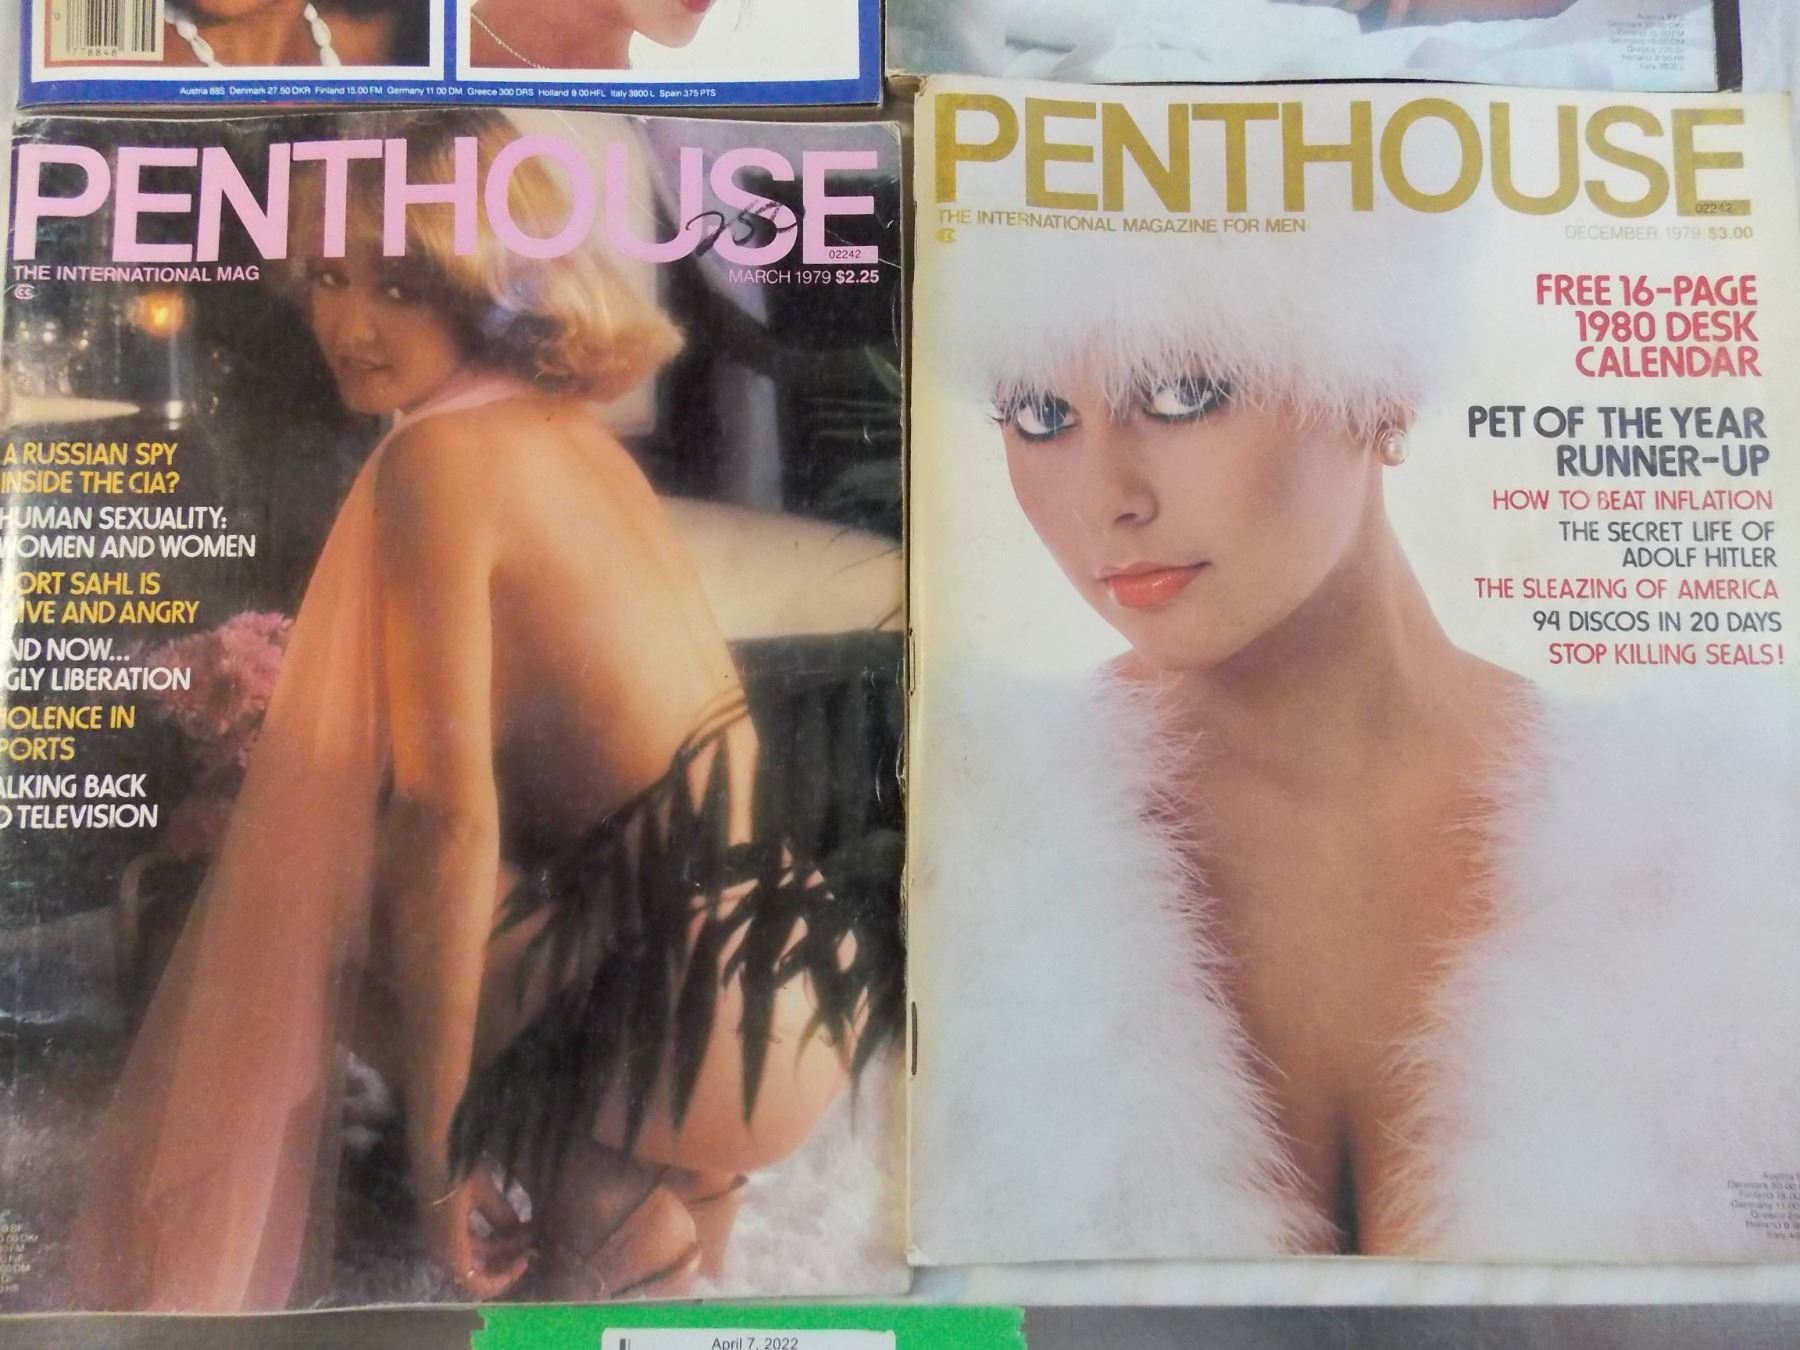 778848
Austria 88S Denmark 27.50 DKR Finland 15.00 FM Germany 11.00 DM Greece 300 DRS Holland 9.00 HFL Italy 3800 L Spain 375 PTS
PENTHOUSE
02242
THE INTERNATIONAL MAG
MARCH 1979 $2.25
A RUSSIAN SPY
INSIDE THE CIA?
HUMAN SEXUALITY:
WOMEN AND WOMEN
ORT SAHL IS
IVE AND ANGRY
ND NOW...
GLY LIBERATION
IOLENCE IN
PORTS
ALKING BACK
O TELEVISION
PENTHOUSE
02242
THE INTERNATIONAL MAGAZINE FOR MEN
DECEMBER 1979 $3.00
FREE 16-PAGE
1980 DESK
CALENDAR
PET OF THE YEAR
RUNNER-UP
HOW TO BEAT INFLATION
THE SECRET LIFE OF
ADOLF HITLER
THE SLEAZING OF AMERICA
94 DISCOS IN 20 DAYS
STOP KILLING SEALS!
April 7, 2022